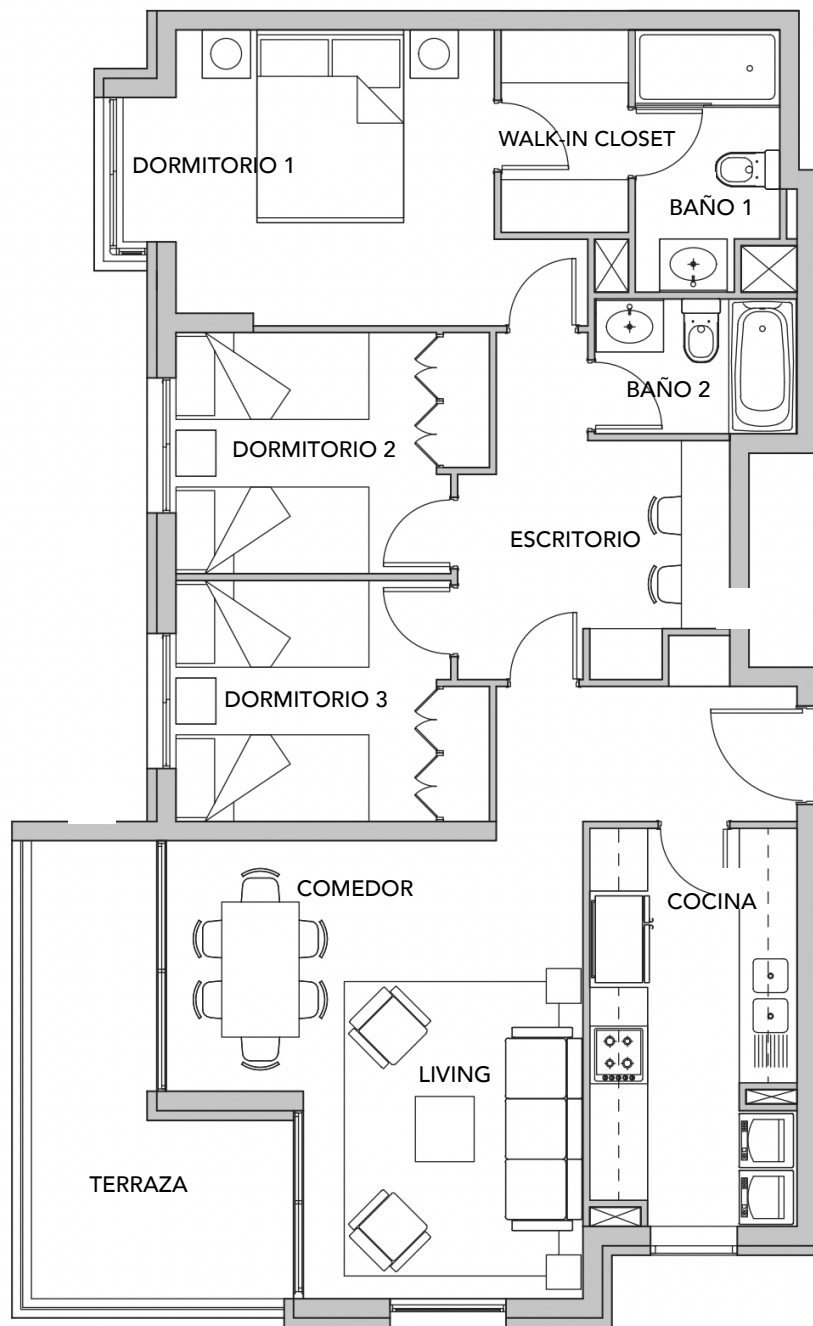 WALK-IN CLOSET
DORMITORIO 1
BAÑO 1
BAÑO 2
DORMITORIO 2
ESCRITORIO
DORMITORIO 3
COMEDOR
COCINA
LIVING
TERRAZA